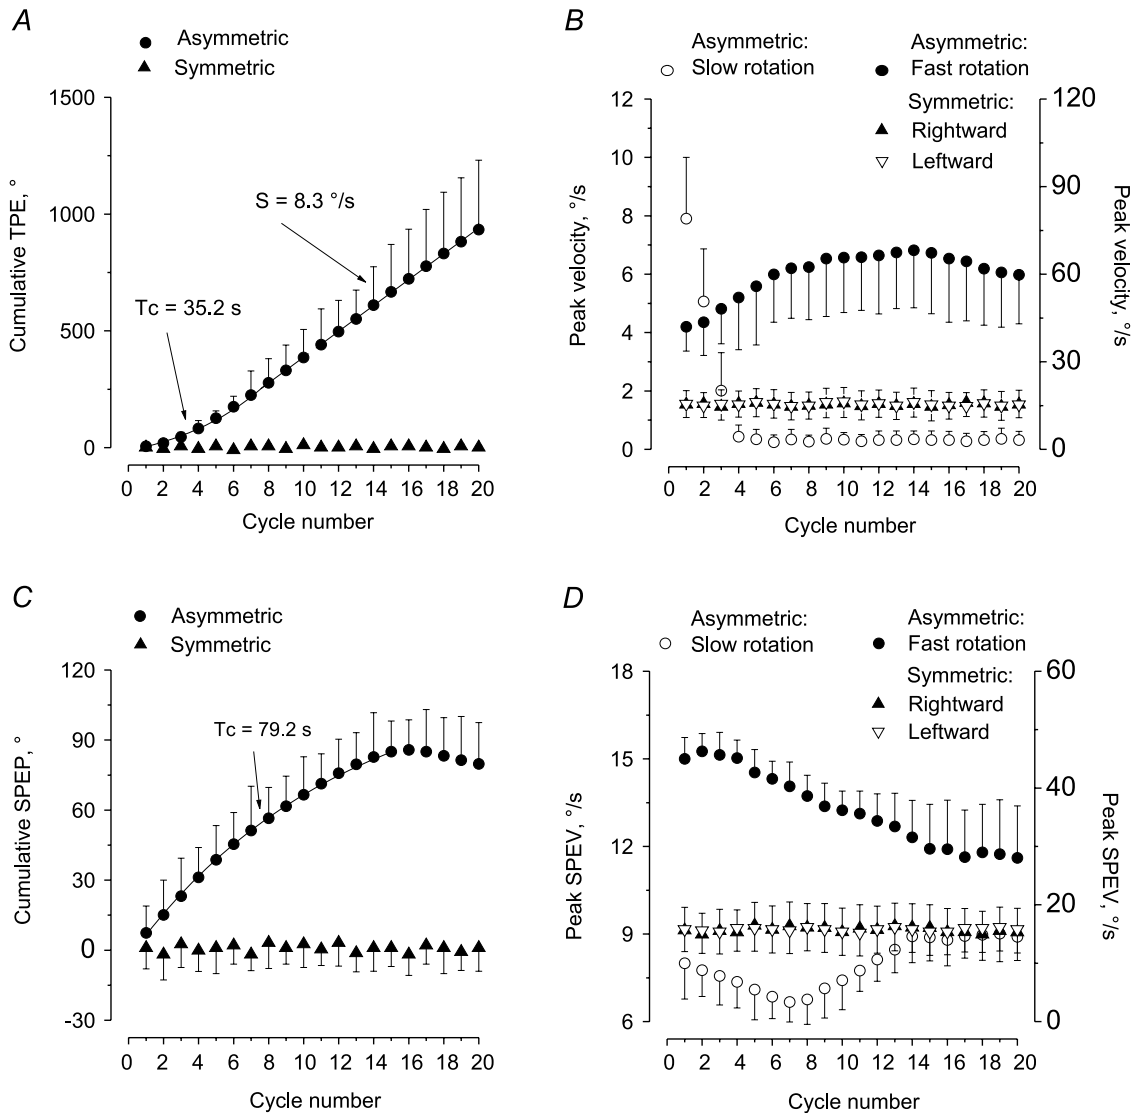 A
Asymmetric
Symmetric
1500
1000
500
0
Cumulative TPE, °
S = 8.3 °/s
Tc = 35.2 s
0 2 4 6 8 10 12 14 16 18 20
Cycle number
B
Asymmetric: Asymmetric:
Slow rotation Fast rotation
Symmetric:
Rightward
Leftward
12
10
8
6
4
2
0
Peak velocity, °/s
120
90
60
30
0
Peak velocity, °/s
0 2 4 6 8 10 12 14 16 18 20
Cycle number
C
Asymmetric
Symmetric
120
90
60
30
0
-30
Cumulative SPEP, °
Tc = 79.2 s
0 2 4 6 8 10 12 14 16 18 20
Cycle number
D
Asymmetric: Asymmetric:
Slow rotation Fast rotation
Symmetric:
Rightward
Leftward
18
15
12
9
6
Peak SPEV, °/s
60
40
20
0
Peak SPEV, °/s
0 2 4 6 8 10 12 14 16 18 20
Cycle number